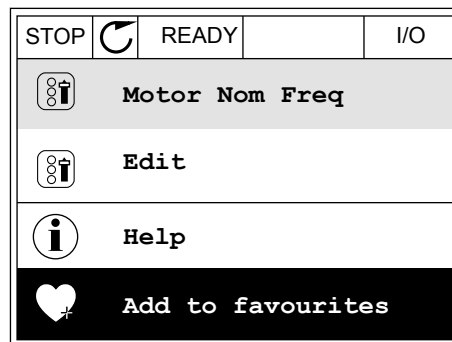 STOP READY I/O
Motor Nom Freq
Edit
Help
Add to favourites